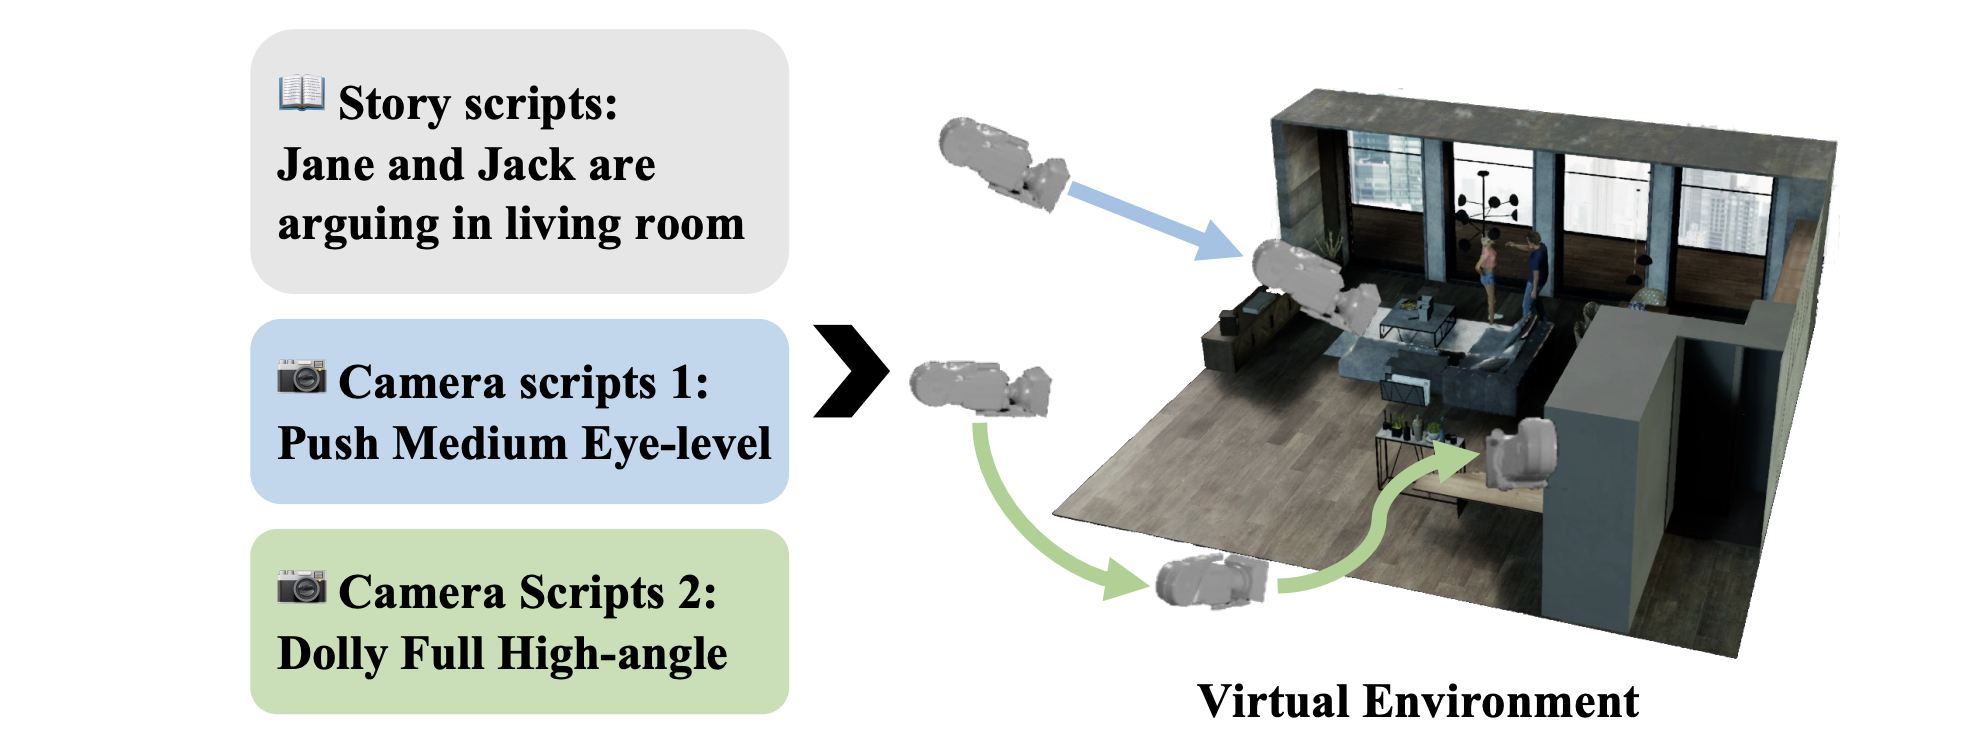 Story scripts:
Jane and Jack are
arguing in living room
Camera scripts 1:
Push Medium Eye-level
Camera Scripts 2:
Dolly Full High-angle
Virtual Environment